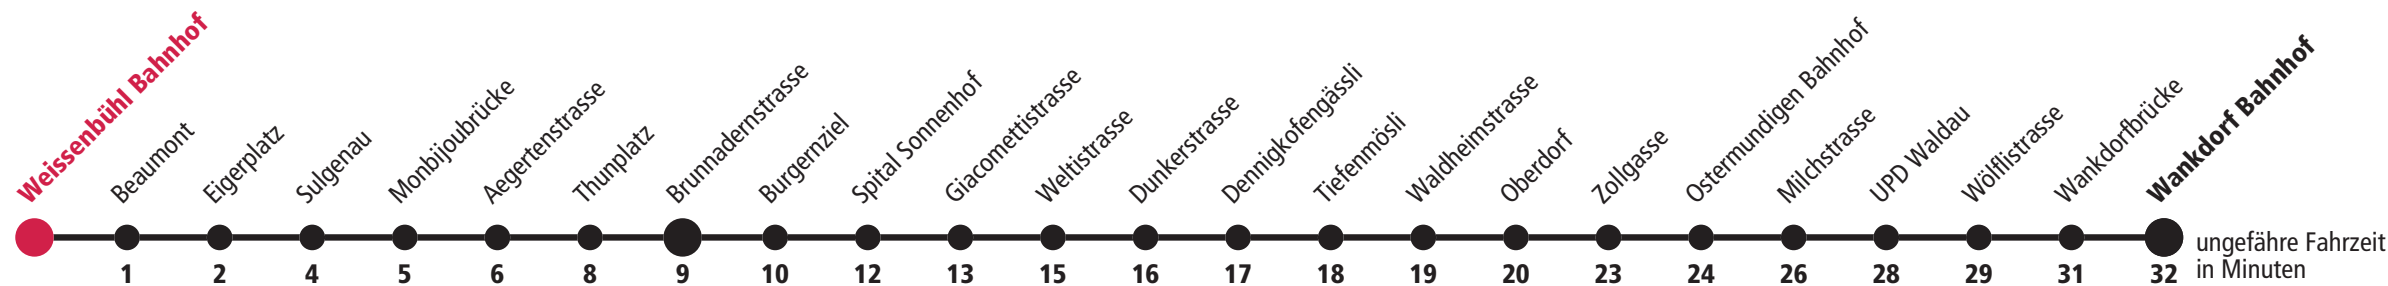 Weissenbühl Bahnhof
Beaumont
Eigerplatz
Sulgenau
Monbijoubrücke
Aegertenstrasse
Thunplatz
Brunnadernstrasse
Burgernziel
Spital Sonnenhof
Giacomettistrasse
Weltistrasse
Dunkerstrasse
Dennigkofengässli
Tiefenmösli
Waldheimstrasse
Oberdorf
Zollgasse
Ostermundigen Bahnhof
Milchstrasse
UPD Waldau
Wölflistrasse
Wankdorfbrücke
Wankdorf Bahnhof
1 2 4 5 6 8 9 10 12 13 15 16 17 18 19 20 23 24 26 28 29 31 32
ungefähre Fahrzeit
in Minuten